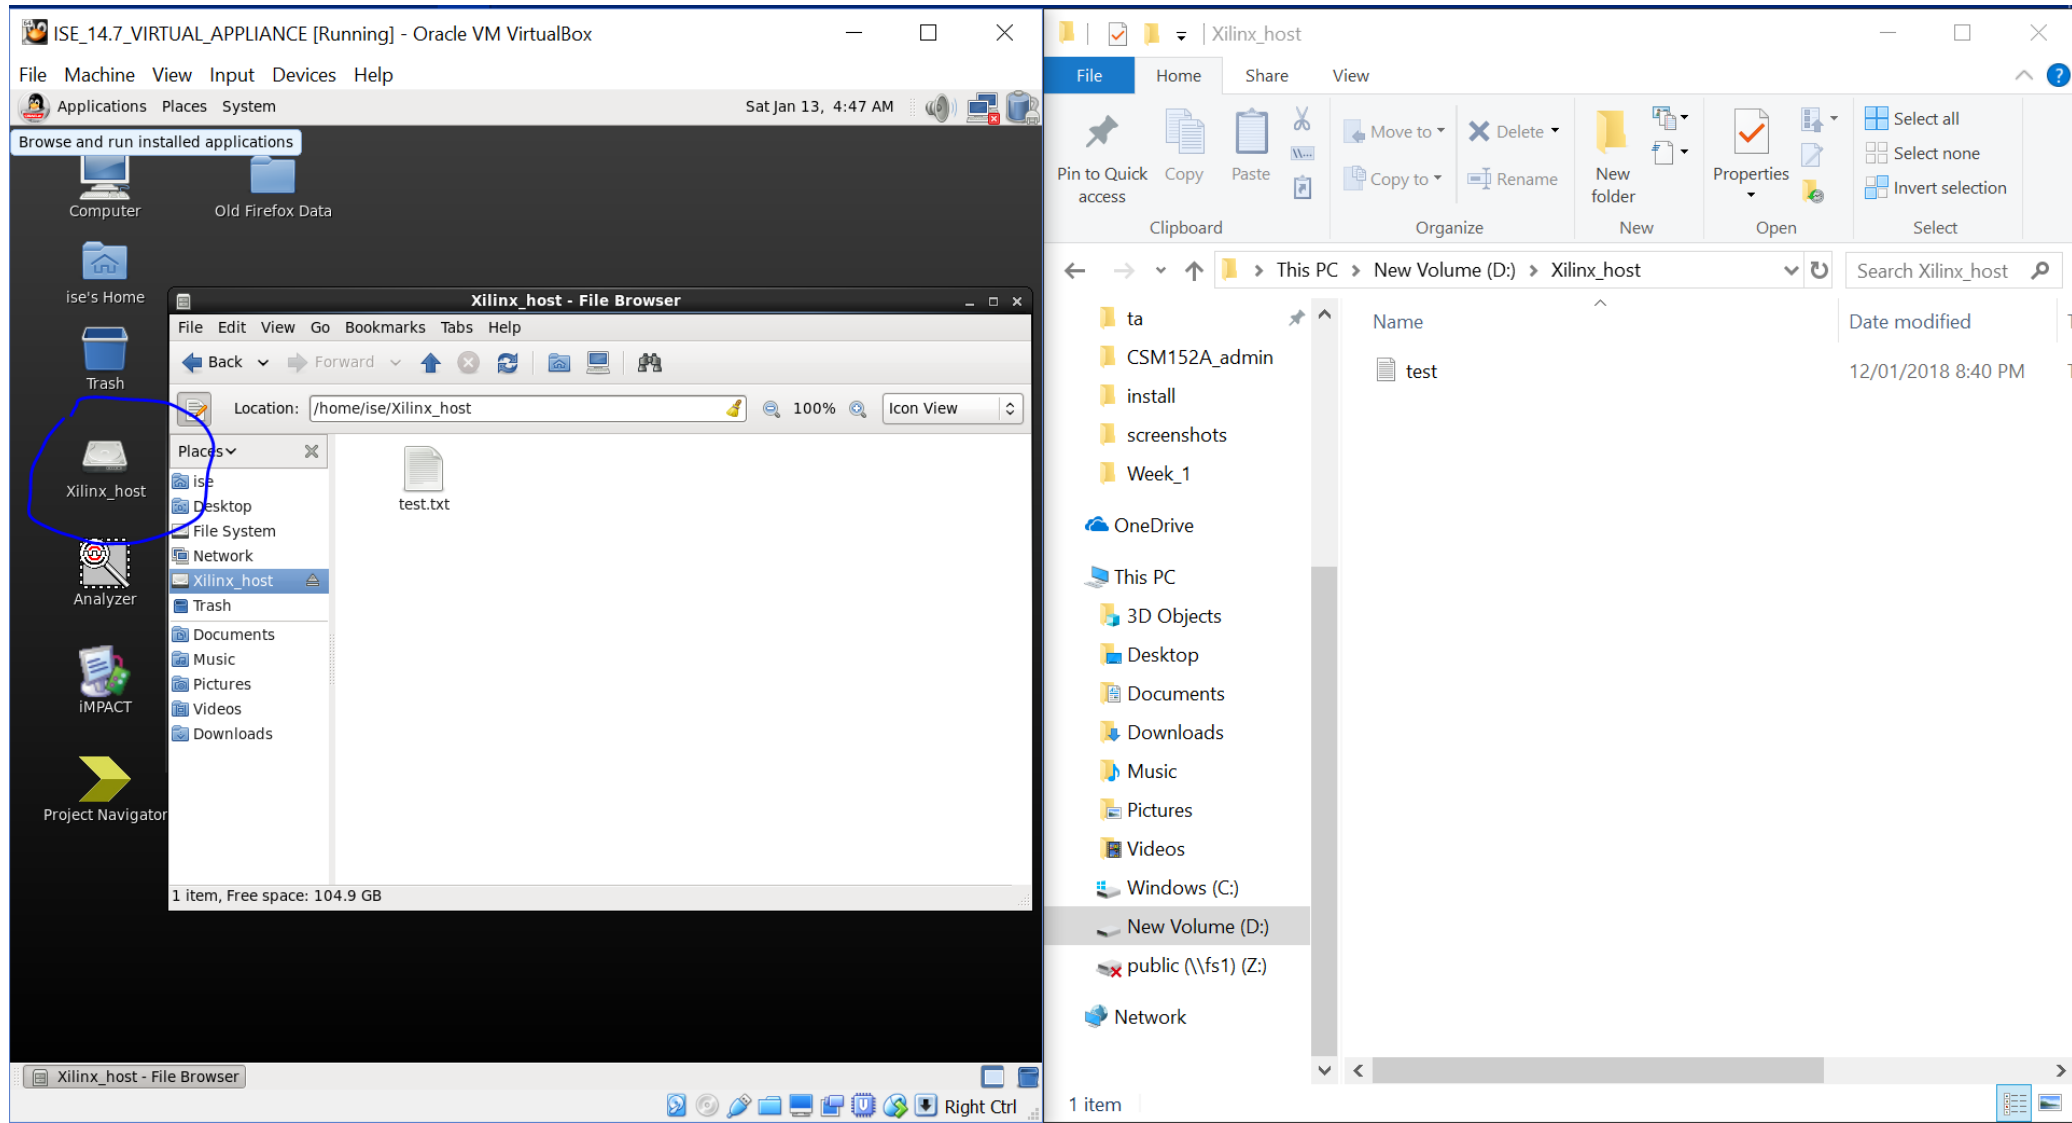 ISE_14.7_VIRTUAL_APPLIANCE [Running] - Oracle VM VirtualBox
File Machine View Input Devices Help
Applications Places System Sat Jan 13, 4:47 AM
Browse and run installed applications
Computer
Old Firefox Data
ise's Home
Trash
Xilinx_host
Analyzer
iMPACT
Project Navigator
Xilinx_host - File Browser
File Edit View Go Bookmarks Tabs Help
Back Forward
Location: /home/ise/Xilinx_host 100% Icon View
Places
ise
Desktop
File System
Network
Xilinx_host
Trash
Documents
Music
Pictures
Videos
Downloads
test.txt
1 item, Free space: 104.9 GB
Xilinx_host - File Browser
Right Ctrl
Xilinx_host
File Home Share View
Pin to Quick access
Copy
Paste
Clipboard
Move to
Copy to
Delete
Rename
Organize
New folder
New
Properties
Open
Select all
Select none
Invert selection
Select
This PC > New Volume (D:) > Xilinx_host
Search Xilinx_host
ta
CSM152A_admin
install
screenshots
Week_1
OneDrive
This PC
3D Objects
Desktop
Documents
Downloads
Music
Pictures
Videos
Windows (C:)
New Volume (D:)
public (\\fs1) (Z:)
Network
Name Date modified
test 12/01/2018 8:40 PM
1 item